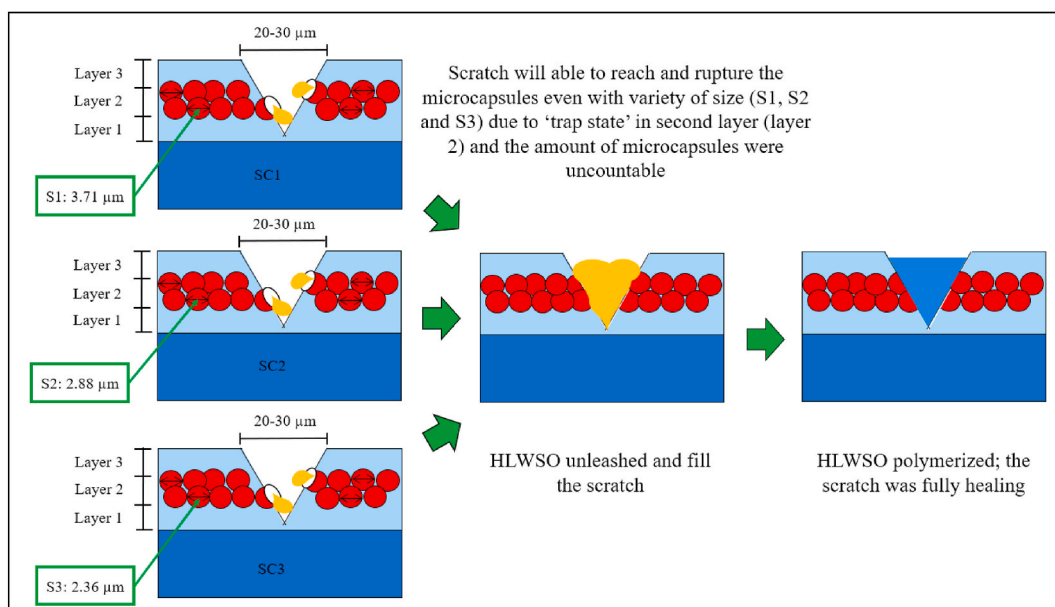 20-30 µm
Layer 3
Layer 2
Layer 1
SC1
S1: 3.71 µm
Scratch will able to reach and rupture the
microcapsules even with variety of size (S1, S2
and S3) due to ‘trap state’ in second layer (layer
2) and the amount of microcapsules were
uncountable
20-30 µm
Layer 3
Layer 2
Layer 1
SC2
S2: 2.88 µm
20-30 µm
Layer 3
Layer 2
Layer 1
SC3
S3: 2.36 µm
HLWSO unleashed and fill
the scratch
HLWSO polymerized; the
scratch was fully healing